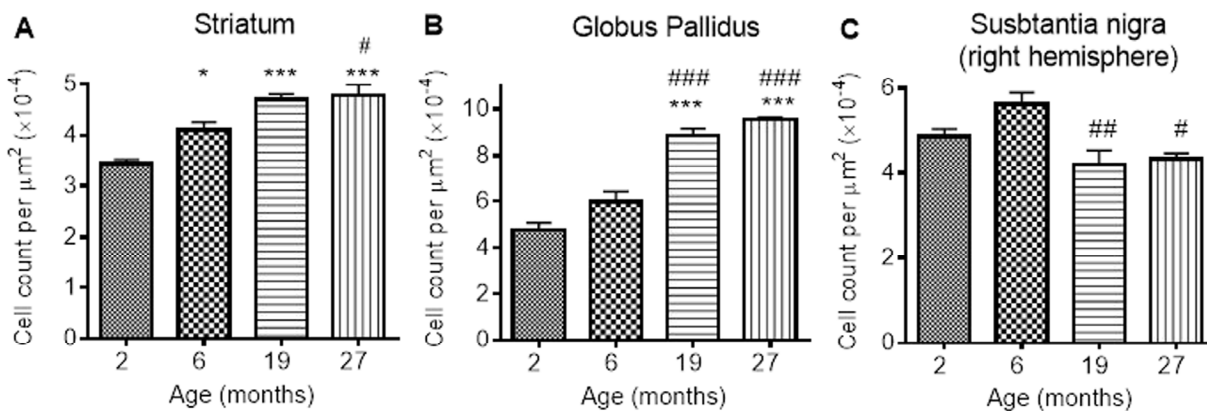 A
Striatum
Cell count per μm² (×10⁻⁴)
5
4
3
2
1
0
*
***
#
***
2 6 19 27
Age (months)
B
Globus Pallidus
Cell count per μm² (×10⁻⁴)
10
8
6
4
2
0
###
***
###
***
2 6 19 27
Age (months)
C
Susbtantia nigra
(right hemisphere)
Cell count per μm² (×10⁻⁴)
6
4
2
0
##
#
2 6 19 27
Age (months)